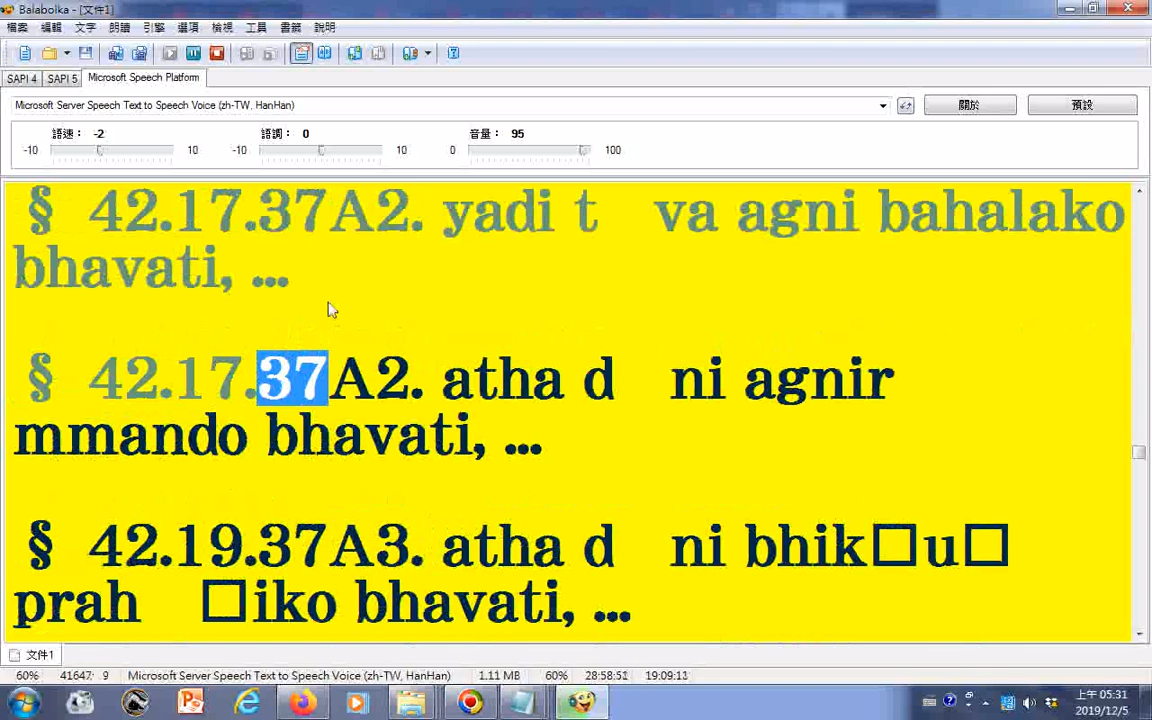 Balabolka - [文件1]
檔案 編輯 文字 朗讀 引擎 選項 檢視 工具 書籤 說明
SAPI 4 SAPI 5 Microsoft Speech Platform
Microsoft Server Speech Text to Speech Voice (zh-TW, HanHan) 關於 預設
語速： -2 語調： 0 音量： 95
-10 10 -10 10 0 100
§ 42.17.37A2. yadi t va agni bahalako
bhavati, ...
§ 42.17.37A2. atha d ni agnir
mmando bhavati, ...
§ 42.19.37A3. atha d ni bhik□u□
prah □iko bhavati, ...
文件1
60% 41647: 9 Microsoft Server Speech Text to Speech Voice (zh-TW, HanHan) 1.11 MB 60% 28:58:51 19:09:13
上午 05:31
2019/12/5